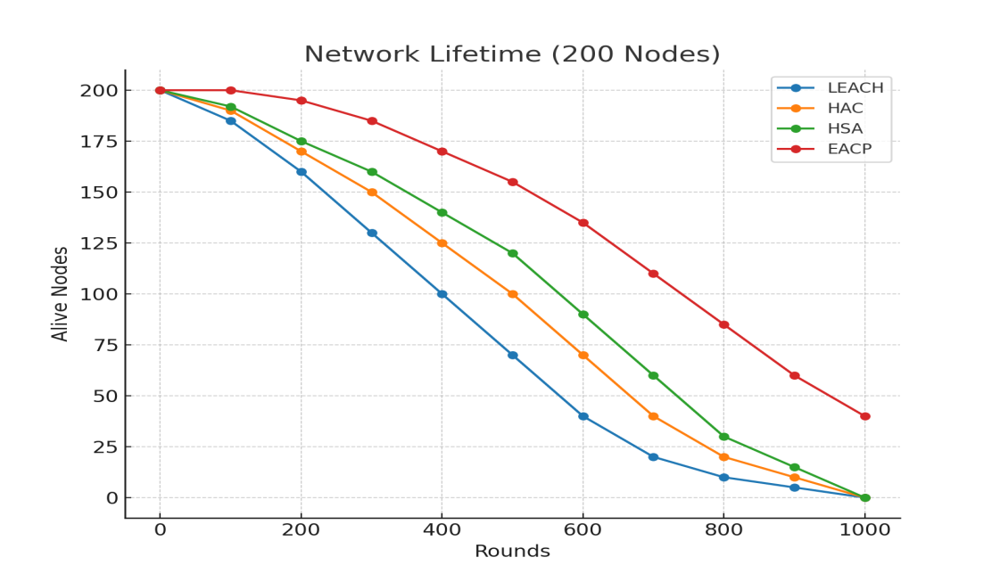 Network Lifetime (200 Nodes)
LEACH
HAC
HSA
EACP
Alive Nodes
200
175
150
125
100
75
50
25
0
0 200 400 600 800 1000
Rounds